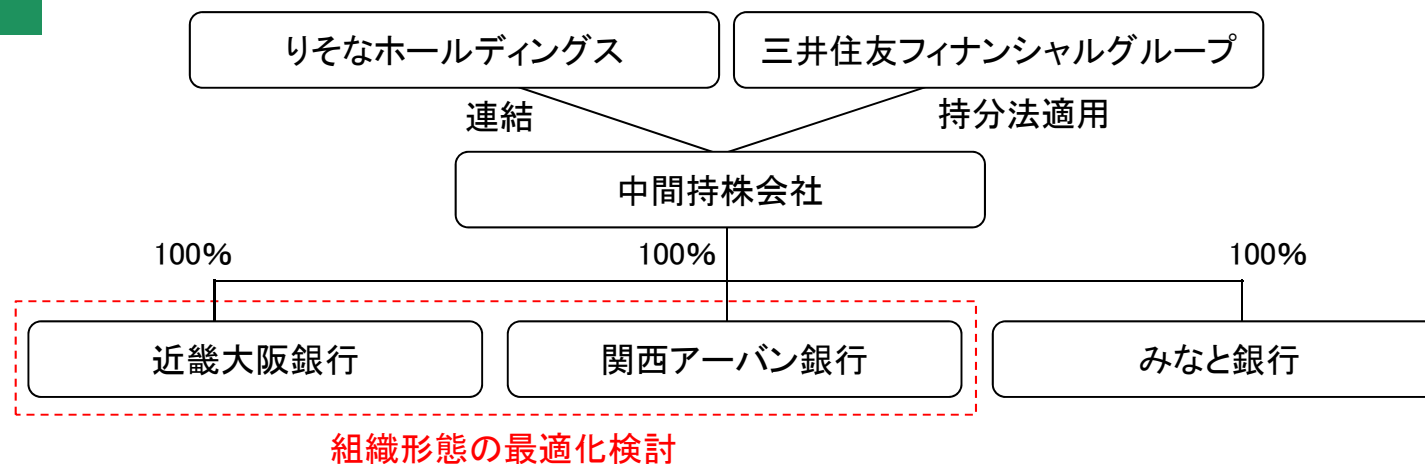 りそなホールディングス
三井住友フィナンシャルグループ
連結
持分法適用
中間持株会社
100%
100%
100%
近畿大阪銀行
関西アーバン銀行
みなと銀行
組織形態の最適化検討